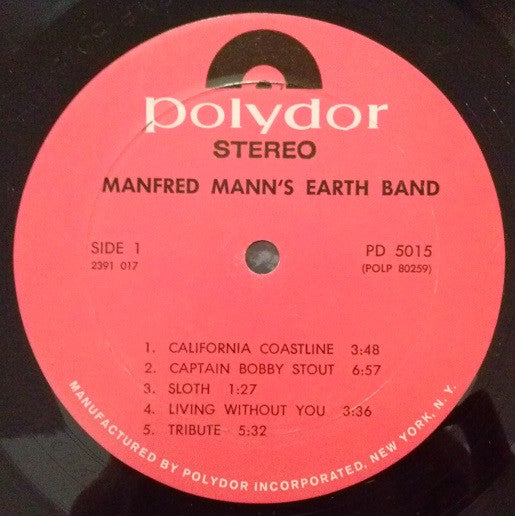 polydor
STEREO
MANFRED MANN'S EARTH BAND
SIDE 1
2391 017
PD 5015
(POLP 80259)
1. CALIFORNIA COASTLINE 3:48
2. CAPTAIN BOBBY STOUT 6:57
3. SLOTH 1:27
4. LIVING WITHOUT YOU 3:36
5. TRIBUTE 5:32
MANUFACTURED BY POLYDOR INCORPORATED, NEW YORK, N.Y.